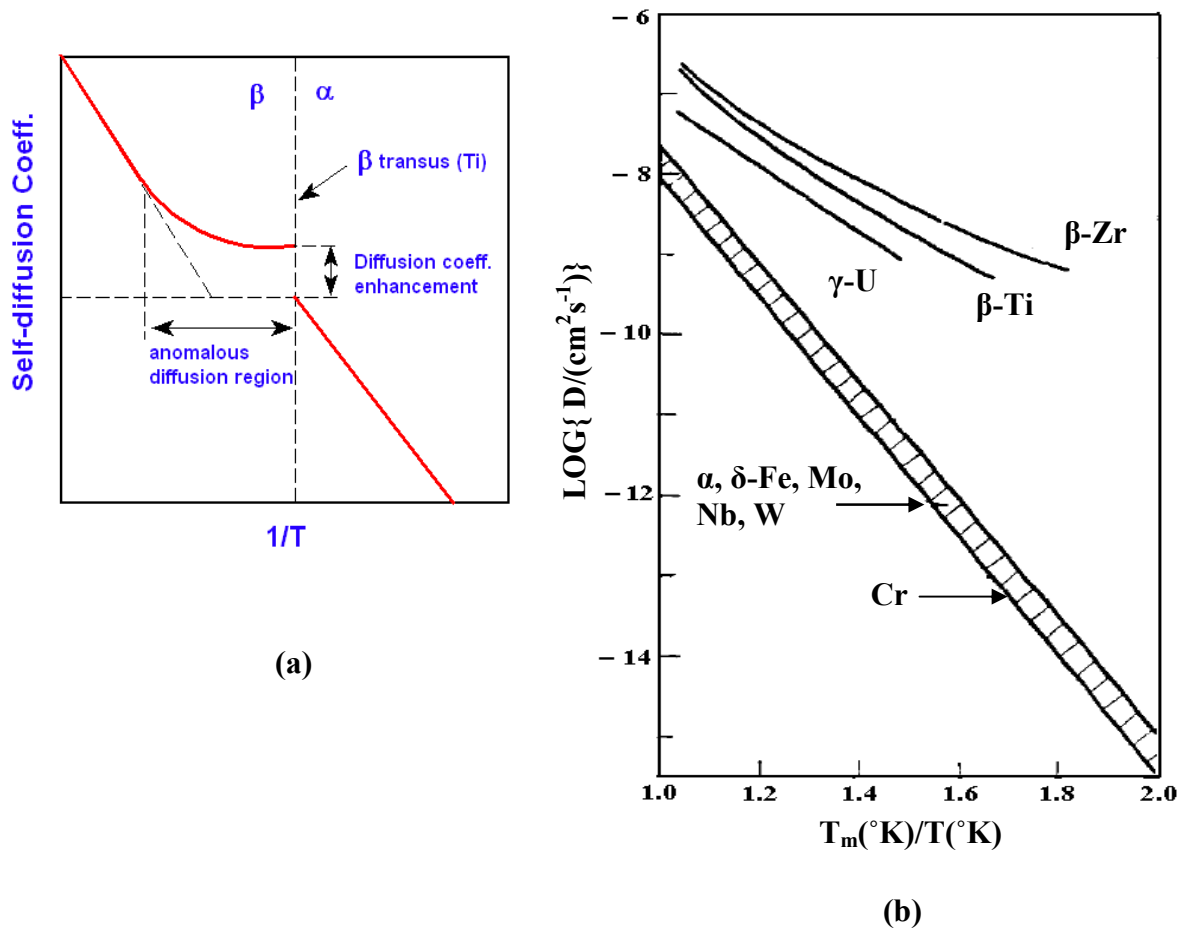 Self-diffusion Coeff.
β α
β transus (Ti)
Diffusion coeff.
enhancement
anomalous
diffusion region
1/T
(a)
LOG{ D/(cm²s⁻¹)}
− 6
− 8
− 10
− 12
− 14
β-Zr
γ-U
β-Ti
α, δ-Fe, Mo,
Nb, W
Cr
1.0 1.2 1.4 1.6 1.8 2.0
Tₘ(˚K)/T(˚K)
(b)